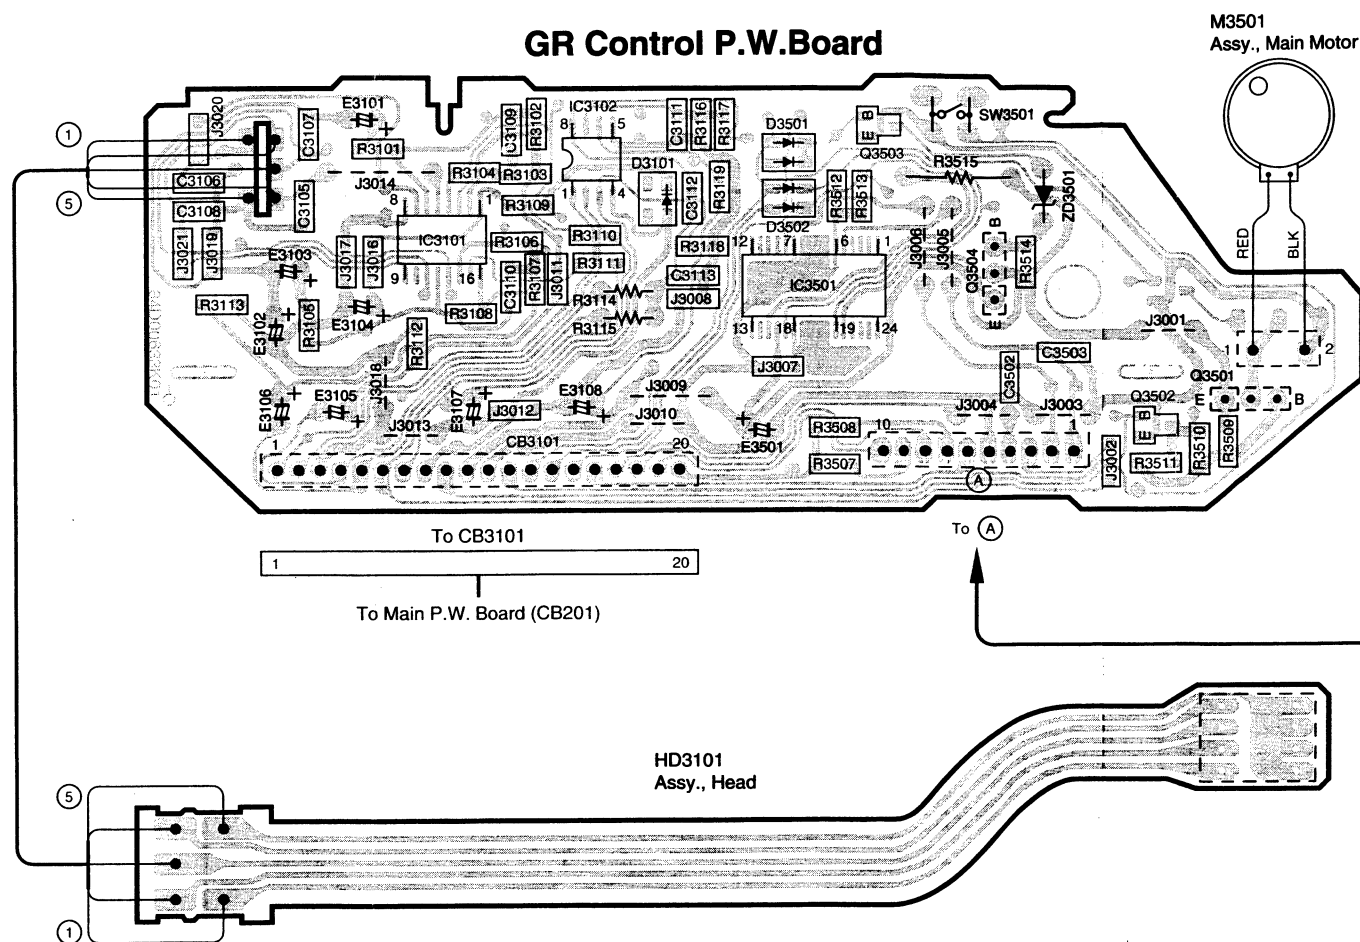 GR Control P.W.Board
M3501
Assy., Main Motor
RED
BLK
1
5
J3020
C3107
E3101
+
R3101
C3106
C3108
C3105
J3014
8
1
IC3101
9
16
J3021
J3019
E3103
+
J3017
J3016
R3113
E3102
+
R3105
E3104
+
R3112
R3108
R3104
R3103
R3109
C3109
R3102
IC3102
8
5
1
4
D3101
C3111
R3116
R3117
C3112
R3119
R3106
C3110
R3107
J3011
R3110
R3111
R3114
R3115
R3118
C3113
J3008
D3501
D3502
R3512
R3513
E B
Q3503
SW3501
R3515
ZD3501
12
7
6
1
IC3501
13
18
19
24
J3006
J3005
B
Q3504
E
R3514
J3001
1
2
J3007
C3502
C3503
Q3501
E
B
E3106
+
E3105
+
J3018
J3013
E3107
+
J3012
E3108
+
J3009
J3010
E3501
+
J3004
J3003
Q3502
E B
R3508
R3507
10
1
J3002
R3511
R3510
R3509
1
CB3101
20
A
To CB3101
1
20
To Main P.W. Board (CB201)
To A
HD3101
Assy., Head
5
1